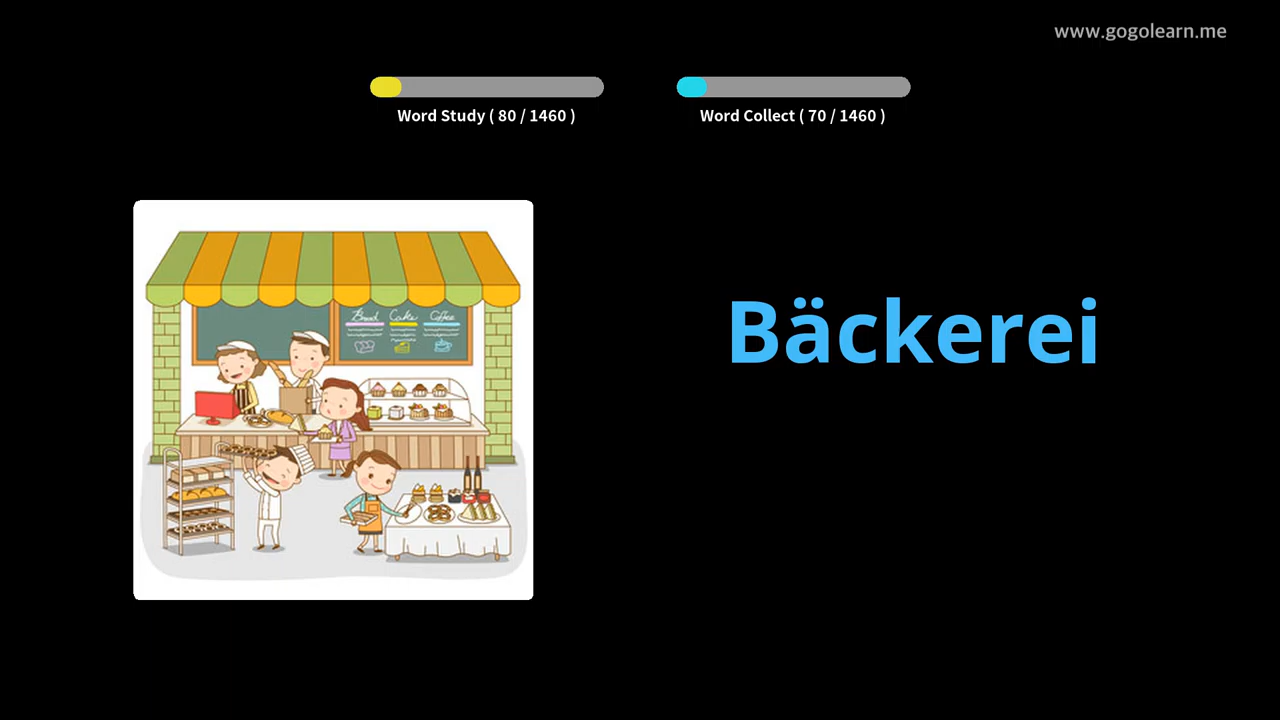 www.gogolearn.me
Word Study ( 80 / 1460 )
Word Collect ( 70 / 1460 )
Bread Cake Coffee
Bäckerei